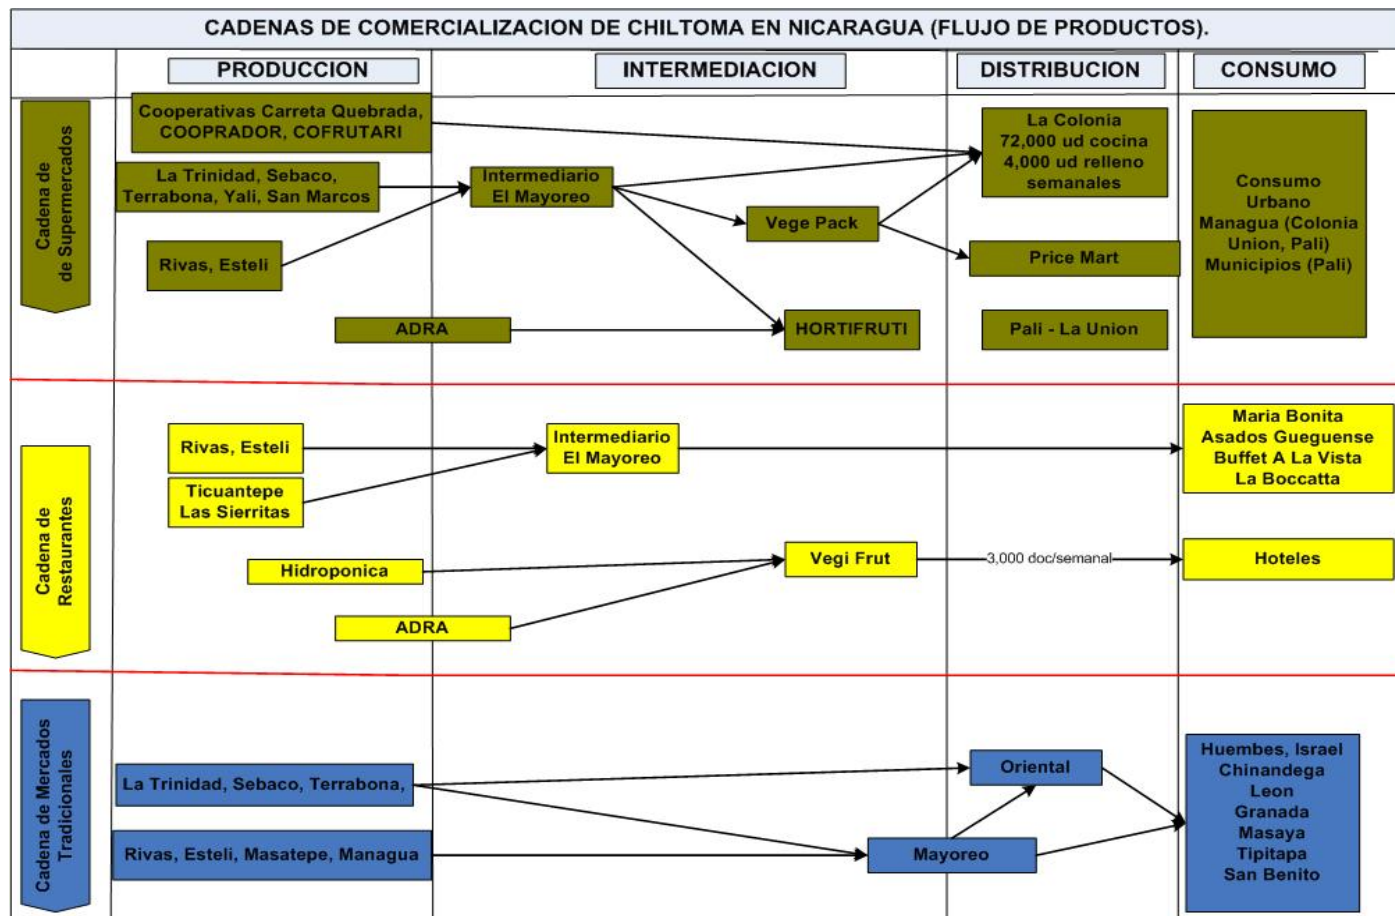 CADENAS DE COMERCIALIZACION DE CHILTOMA EN NICARAGUA (FLUJO DE PRODUCTOS).
PRODUCCION
INTERMEDIACION
DISTRIBUCION
CONSUMO
Cadena de
de Supermercados
Cooperativas Carreta Quebrada,
COOPRADOR, COFRUTARI
La Trinidad, Sebaco,
Terrabona, Yali, San Marcos
Rivas, Esteli
ADRA
Intermediario
El Mayoreo
Vege Pack
HORTIFRUTI
La Colonia
72,000 ud cocina
4,000 ud relleno
semanales
Price Mart
Pali - La Union
Consumo
Urbano
Managua (Colonia
Union, Pali)
Municipios (Pali)
Cadena de
Restaurantes
Rivas, Esteli
Ticuantepe
Las Sierritas
Hidroponica
ADRA
Intermediario
El Mayoreo
Vegi Frut
3,000 doc/semanal
Maria Bonita
Asados Gueguense
Buffet A La Vista
La Boccatta
Hoteles
Cadena de Mercados
Tradicionales
La Trinidad, Sebaco, Terrabona,
Rivas, Esteli, Masatepe, Managua
Oriental
Mayoreo
Huembes, Israel
Chinandega
Leon
Granada
Masaya
Tipitapa
San Benito